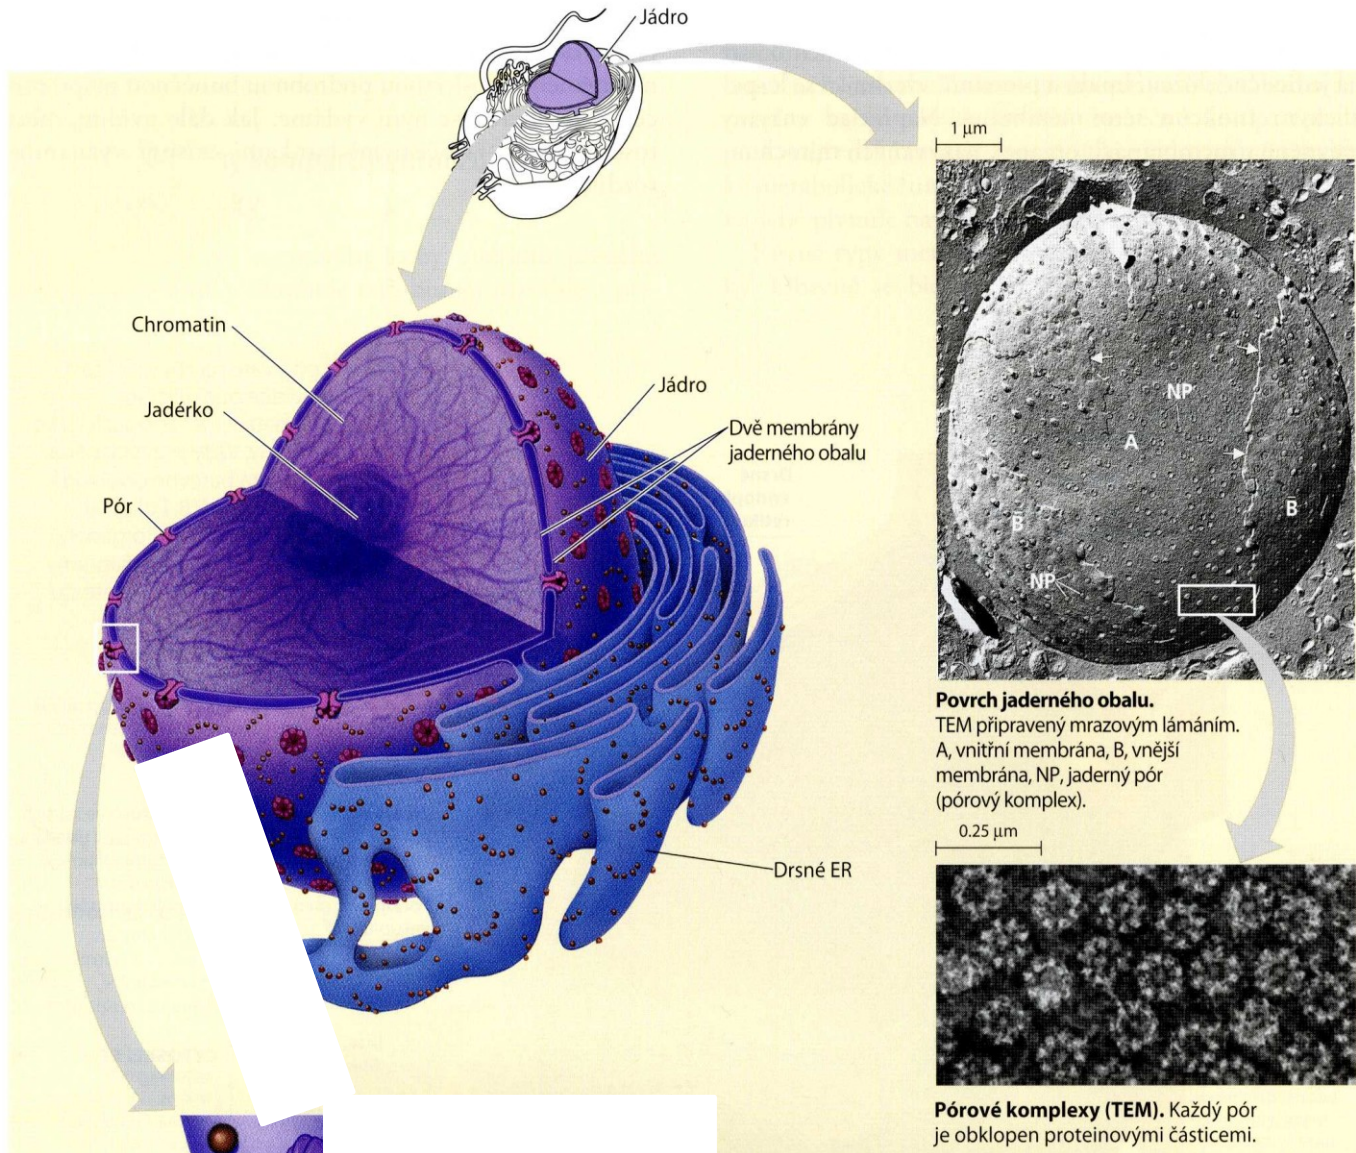 Jádro
1 µm
Chromatin
Jádro
Jadérko
Dvě membrány
jaderného obalu
Pór
NP
A
B
B
NP
Povrch jaderného obalu.
TEM připravený mrazovým lámáním.
A, vnitřní membrána, B, vnější
membrána, NP, jaderný pór
(pórový komplex).
0.25 µm
Drsné ER
Pórové komplexy (TEM). Každý pór
je obklopen proteinovými částicemi.